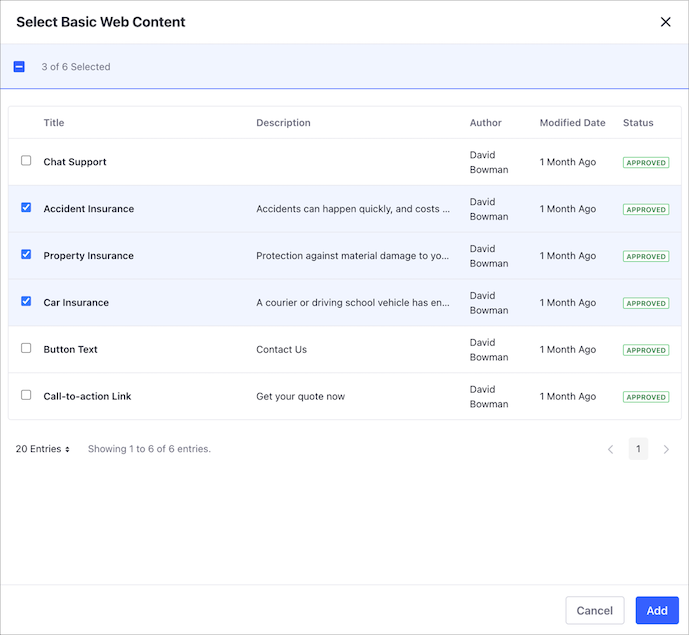 Select Basic Web Content
3 of 6 Selected
Title Description Author Modified Date Status
Chat Support David Bowman 1 Month Ago APPROVED
Accident Insurance Accidents can happen quickly, and costs ... David Bowman 1 Month Ago APPROVED
Property Insurance Protection against material damage to yo... David Bowman 1 Month Ago APPROVED
Car Insurance A courier or driving school vehicle has en... David Bowman 1 Month Ago APPROVED
Button Text Contact Us David Bowman 1 Month Ago APPROVED
Call-to-action Link Get your quote now David Bowman 1 Month Ago APPROVED
20 Entries Showing 1 to 6 of 6 entries. 1
Cancel Add